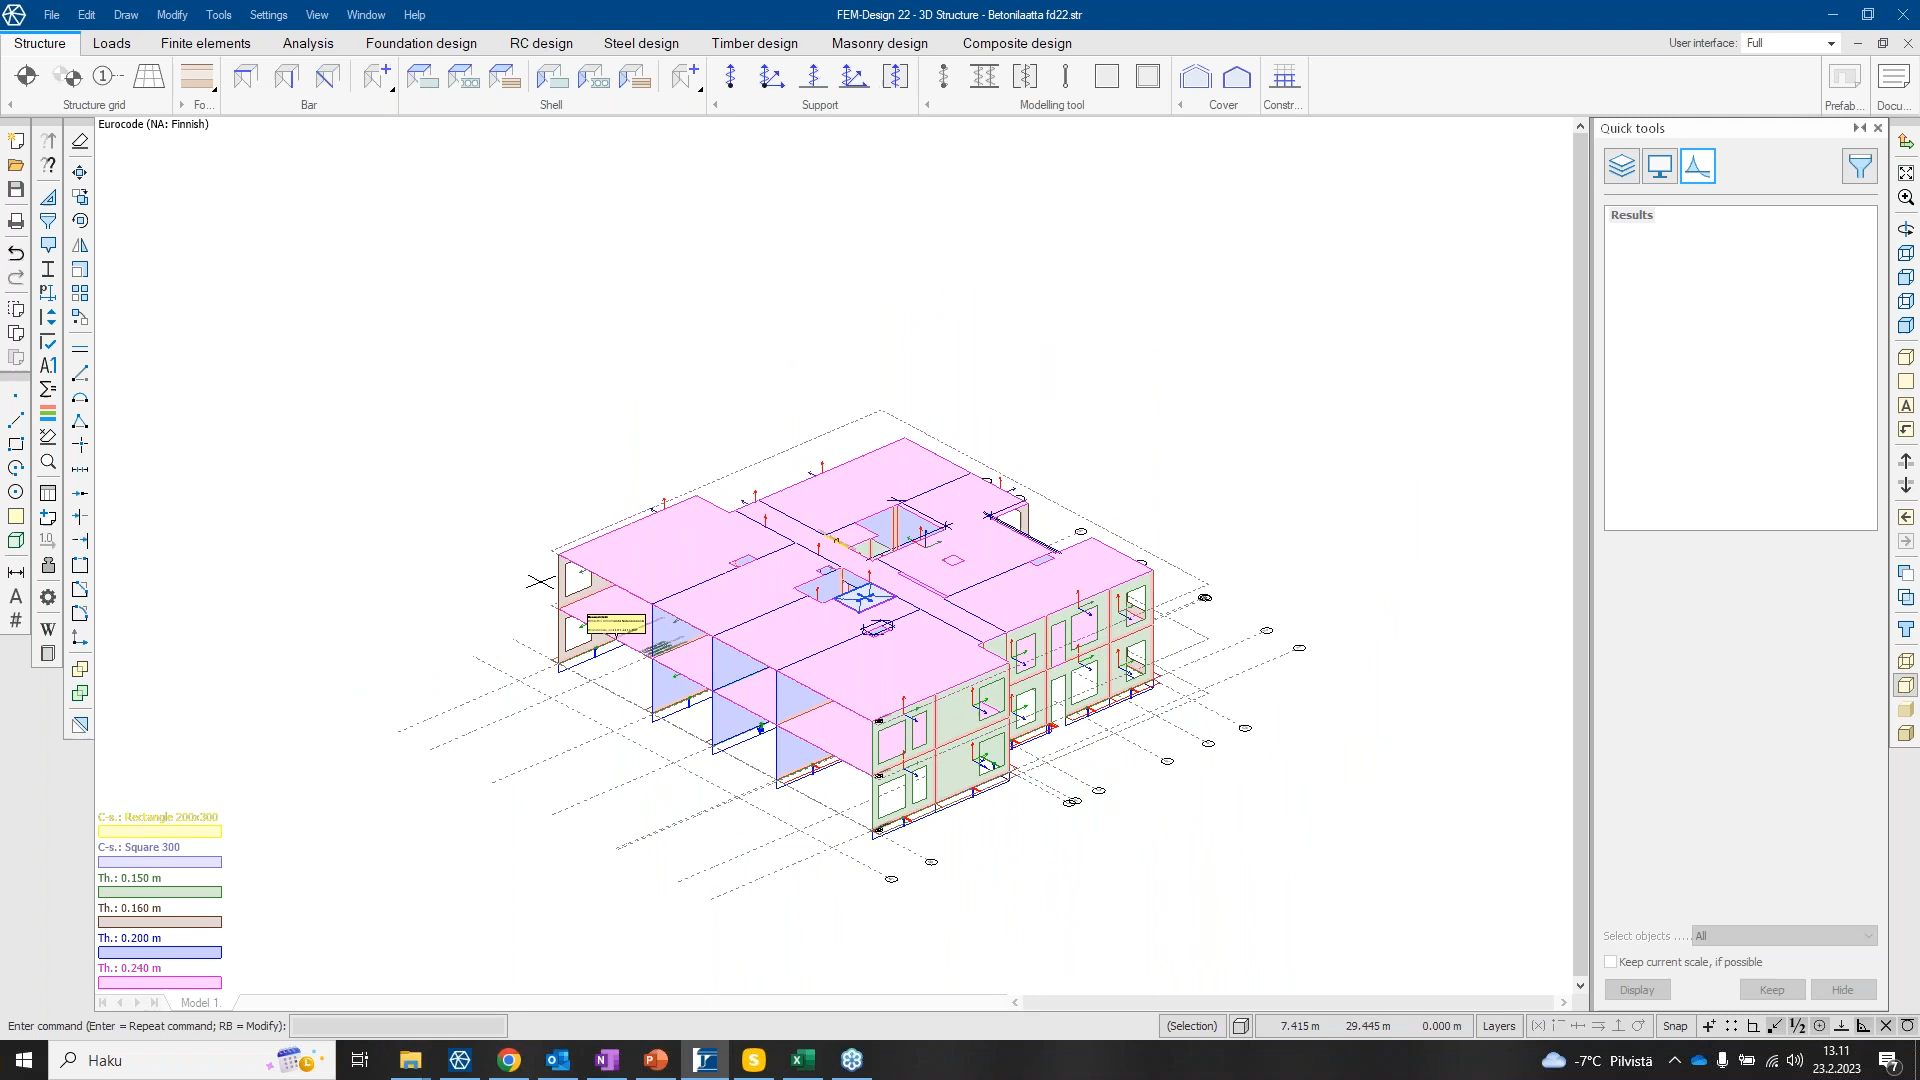 File Edit Draw Modify Tools Settings View Window Help
FEM-Design 22 - 3D Structure - Betonilaatta fd22.str
Structure Loads Finite elements Analysis Foundation design RC design Steel design Timber design Masonry design Composite design
User interface: Full
Structure grid Fo... Bar Shell Support Modelling tool Cover Constr... Prefab... Docu...
Eurocode (NA: Finnish)
Quick tools
Results
C-s.: Rectangle 200x300
C-s.: Square 300
Th.: 0.150 m
Th.: 0.160 m
Th.: 0.200 m
Th.: 0.240 m
Select objects ..... All
Keep current scale, if possible
Display Keep Hide
Model 1.
Enter command (Enter = Repeat command; RB = Modify):
(Selection) 7.415 m 29.445 m 0.000 m Layers Snap
Haku
-7°C Pilvistä
13.11
23.2.2023
7